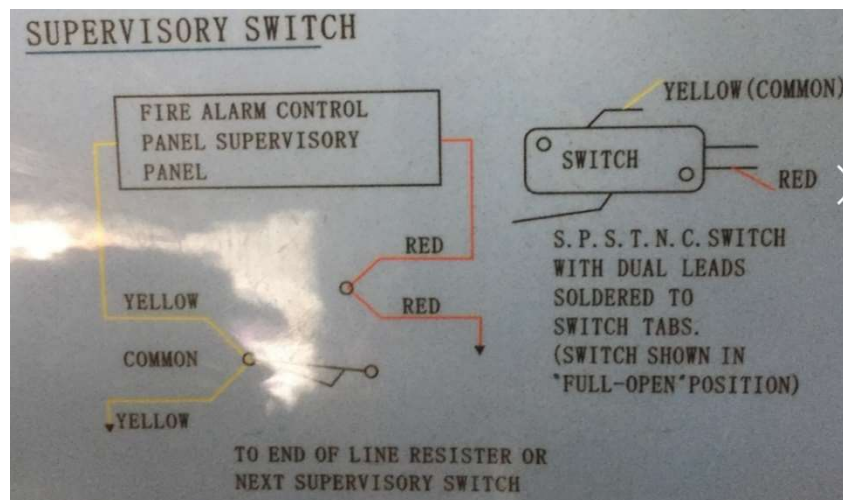 SUPERVISORY SWITCH
FIRE ALARM CONTROL
PANEL SUPERVISORY
PANEL
YELLOW(COMMON)
SWITCH
RED
RED
RED
YELLOW
COMMON
YELLOW
S.P.S.T.N.C.SWITCH
WITH DUAL LEADS
SOLDERED TO
SWITCH TABS.
(SWITCH SHOWN IN
"FULL-OPEN"POSITION)
TO END OF LINE RESISTER OR
NEXT SUPERVISORY SWITCH